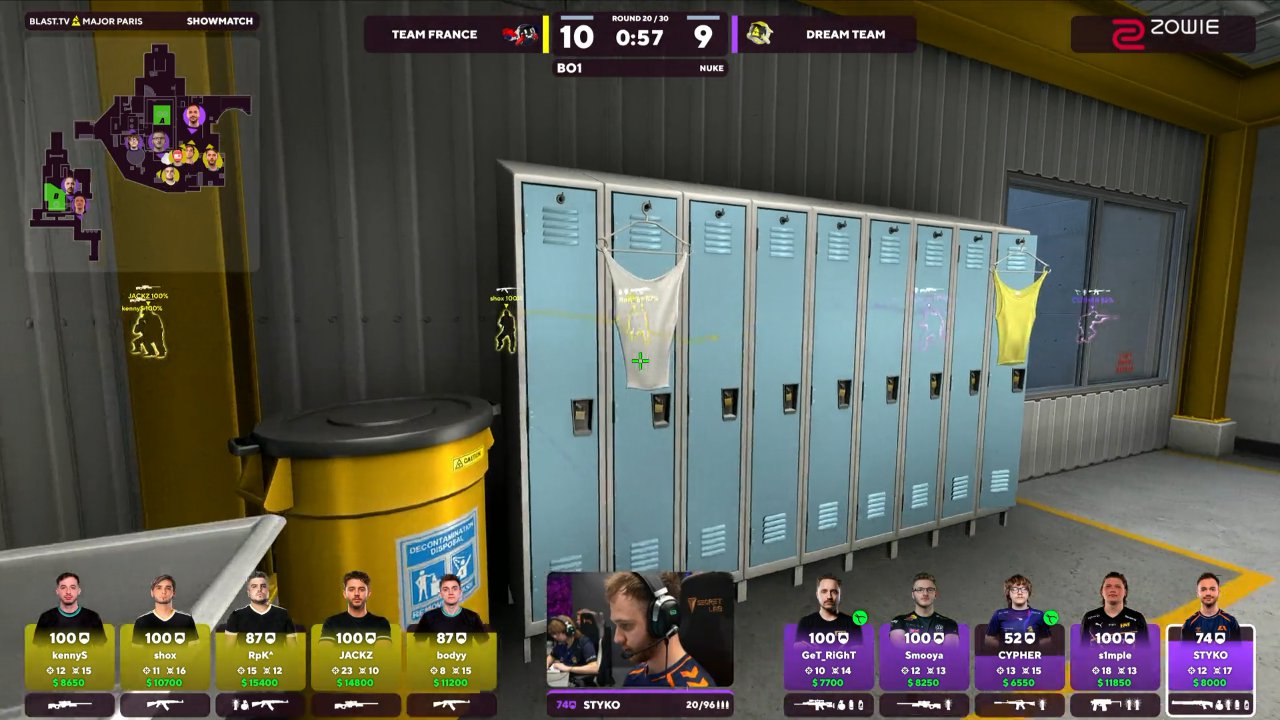 BLAST.TV MAJOR PARIS SHOWMATCH
TEAM FRANCE 10 ROUND 20 / 30 0:57 9 DREAM TEAM
BO1 NUKE
ZOWIE
JACKZ 100%
kennyS 100%
shox 100%
CAUTION
DECONTAMINATION
DISPOSAL
SECRET
LAB
100 100 87 100 87
kennyS shox RpK^ JACKZ bodyy
12 15 11 16 15 12 23 10 8 15
$ 8650 $ 10700 $ 15400 $ 14800 $ 11200
74 STYKO 20/96
100 100 52 100 74
GeT_RiGhT Smooya CYPHER s1mple STYKO
10 14 12 13 13 15 18 13 12 17
$ 7700 $ 8250 $ 6550 $ 11850 $ 8000